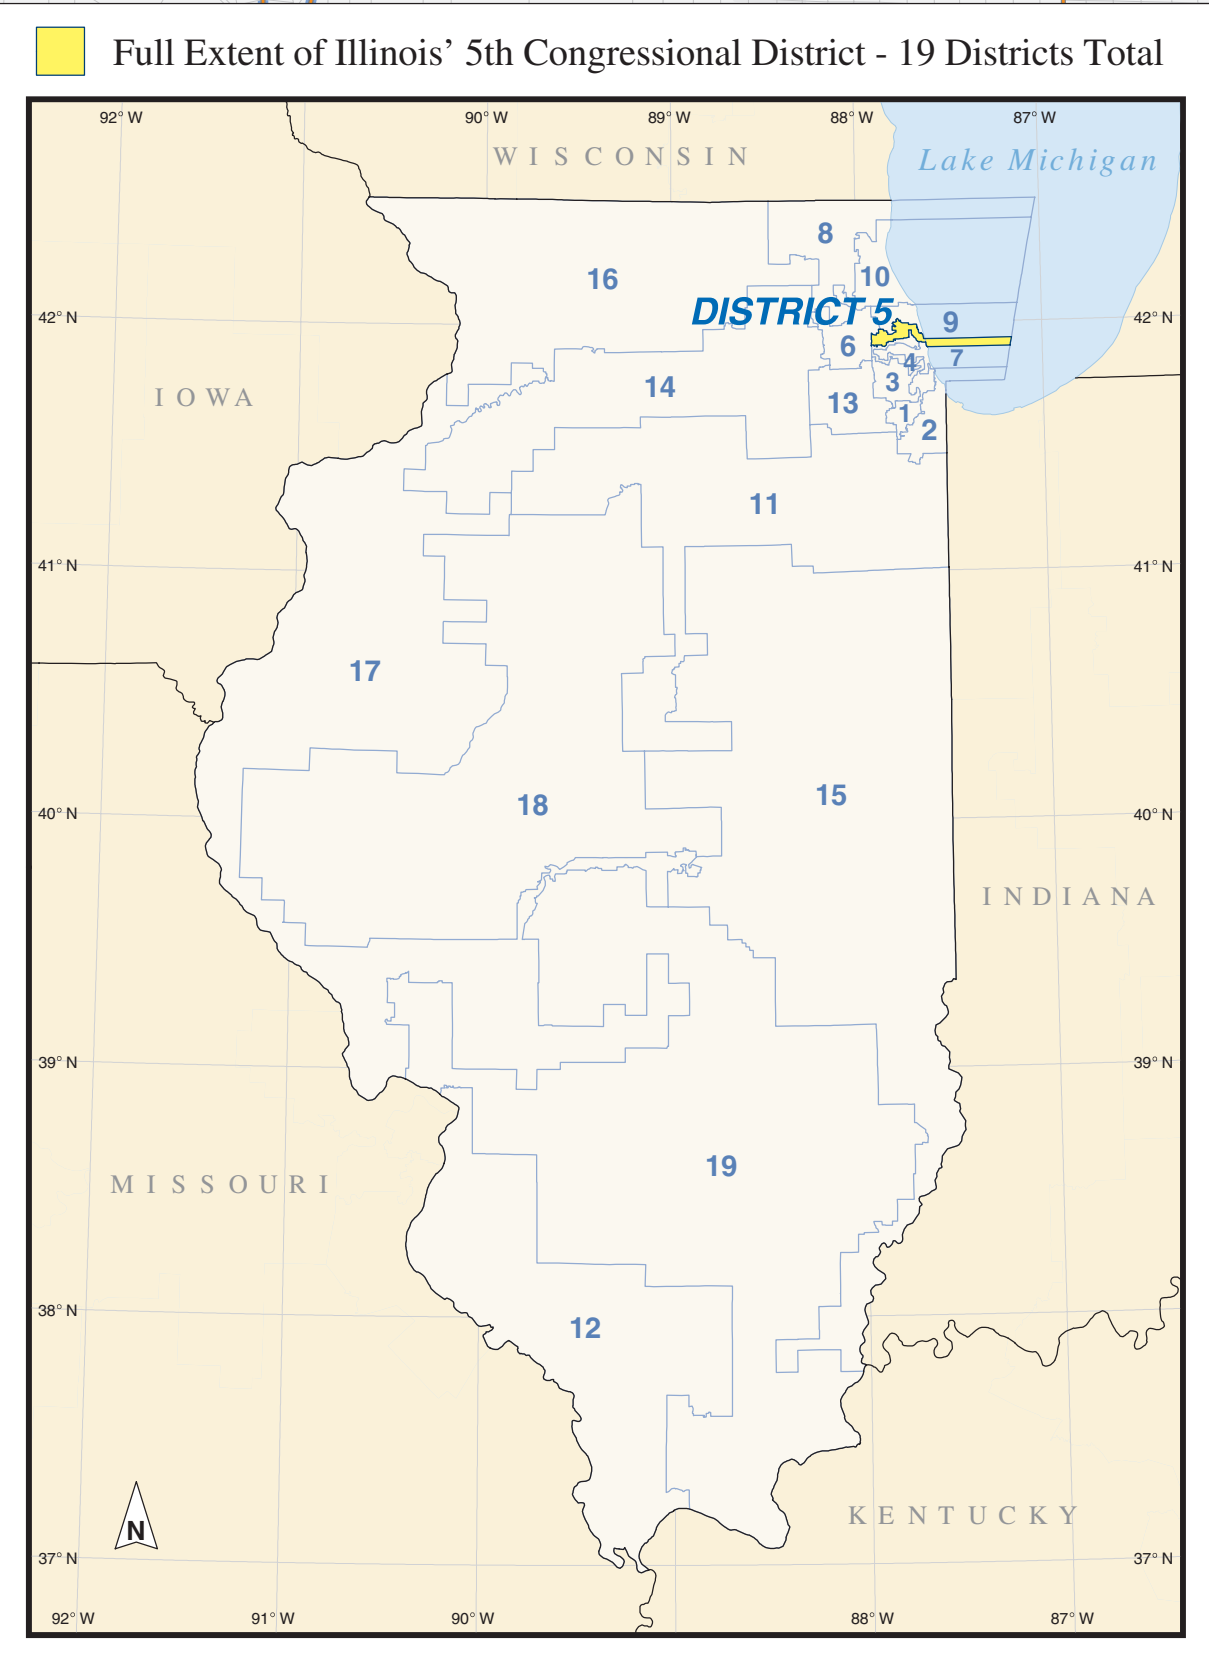 Full Extent of Illinois’ 5th Congressional District - 19 Districts Total
92° W
90° W
89° W
88° W
87° W
WISCONSIN
Lake Michigan
8
16
10
DISTRICT 5
42° N
9
42° N
6
7
4
14
3
IOWA
13
1
2
11
41° N
41° N
17
15
18
40° N
40° N
INDIANA
39° N
39° N
19
MISSOURI
38° N
38° N
12
KENTUCKY
N
37° N
37° N
92° W
91° W
90° W
88° W
87° W